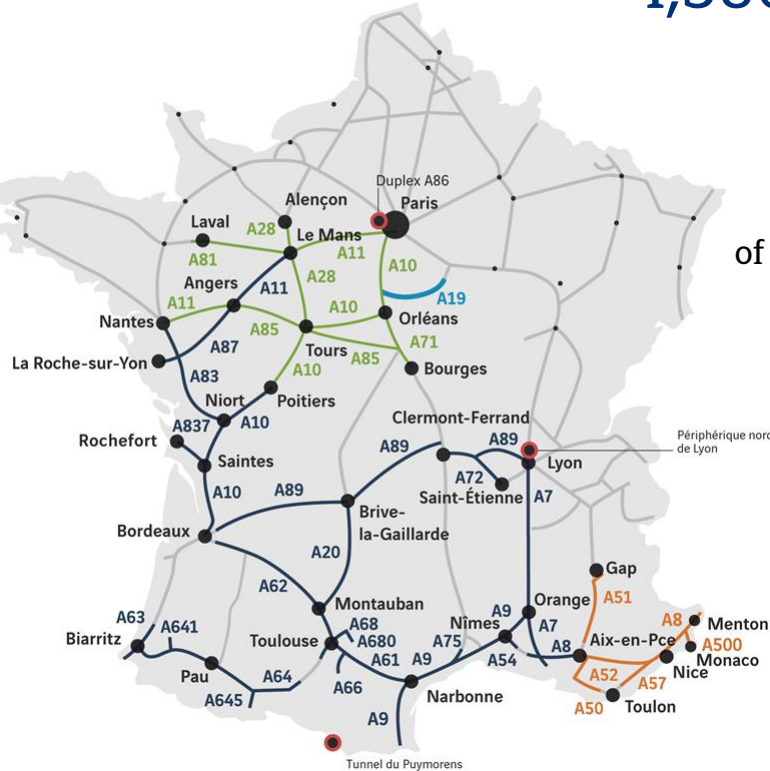 Duplex A86
Alençon
Paris
Laval
A28
Le Mans
A81
A11
A10
Angers
A11
A28
A19
A11
A10
Nantes
Orléans
A85
A71
A87
Tours
A85
La Roche-sur-Yon
A10
Bourges
A83
Niort
Poitiers
Clermont-Ferrand
A837
A10
Rochefort
A89
A89
Périphérique nord
de Lyon
Saintes
Lyon
A72
A10
A89
Saint-Étienne
A7
Brive-
la-Gaillarde
Bordeaux
A20
Gap
A62
A51
Montauban
A9
Orange
A63
A641
A68
Nîmes
A7
A8
Menton
Biarritz
Toulouse
A680
A75
A8
Aix-en-Pce
A500
A61
A9
A54
Monaco
Pau
A64
A66
A52
A57
Nice
A645
Narbonne
A50
Toulon
A9
Tunnel du Puymorens
of